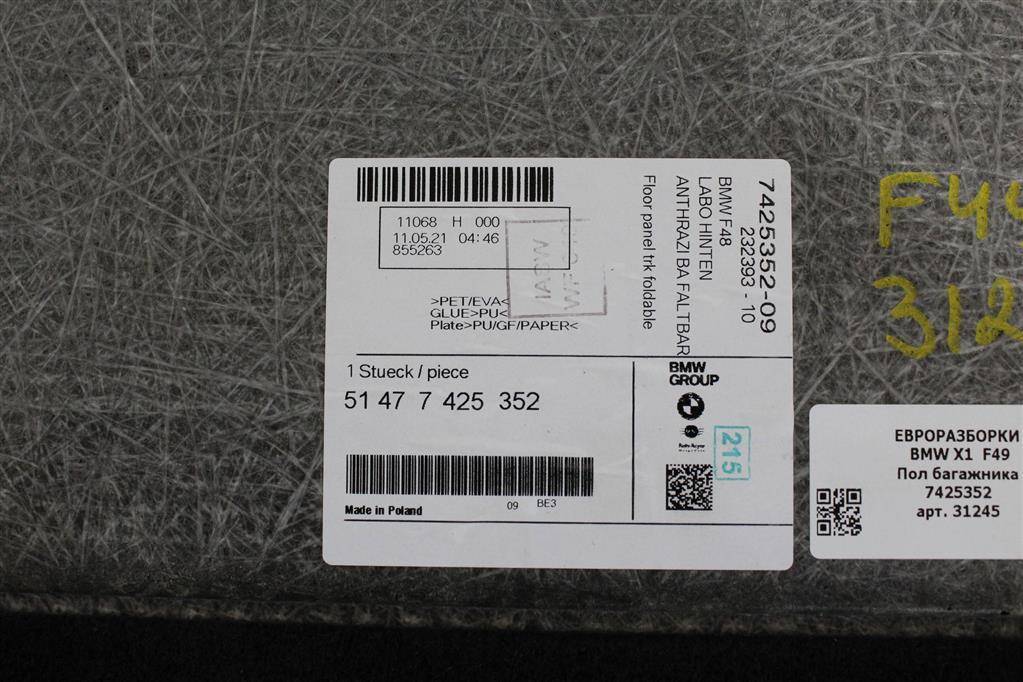 11068 H 000
11.05.21 04:46
855263
>PET/EVA<
GLUE>PU<
Plate>PU/GF/PAPER<
7425352-09
232393 - 10
BMW F48
LABO HINTEN
ANTHRAZI BA FALTBAR
Floor panel trk foldable
1 Stueck / piece
51 47 7 425 352
09 BE3
Made in Poland
BMW
GROUP
215
ЕВРОРАЗБОРКИ
BMW X1 F49
Пол багажника
7425352
арт. 31245
312